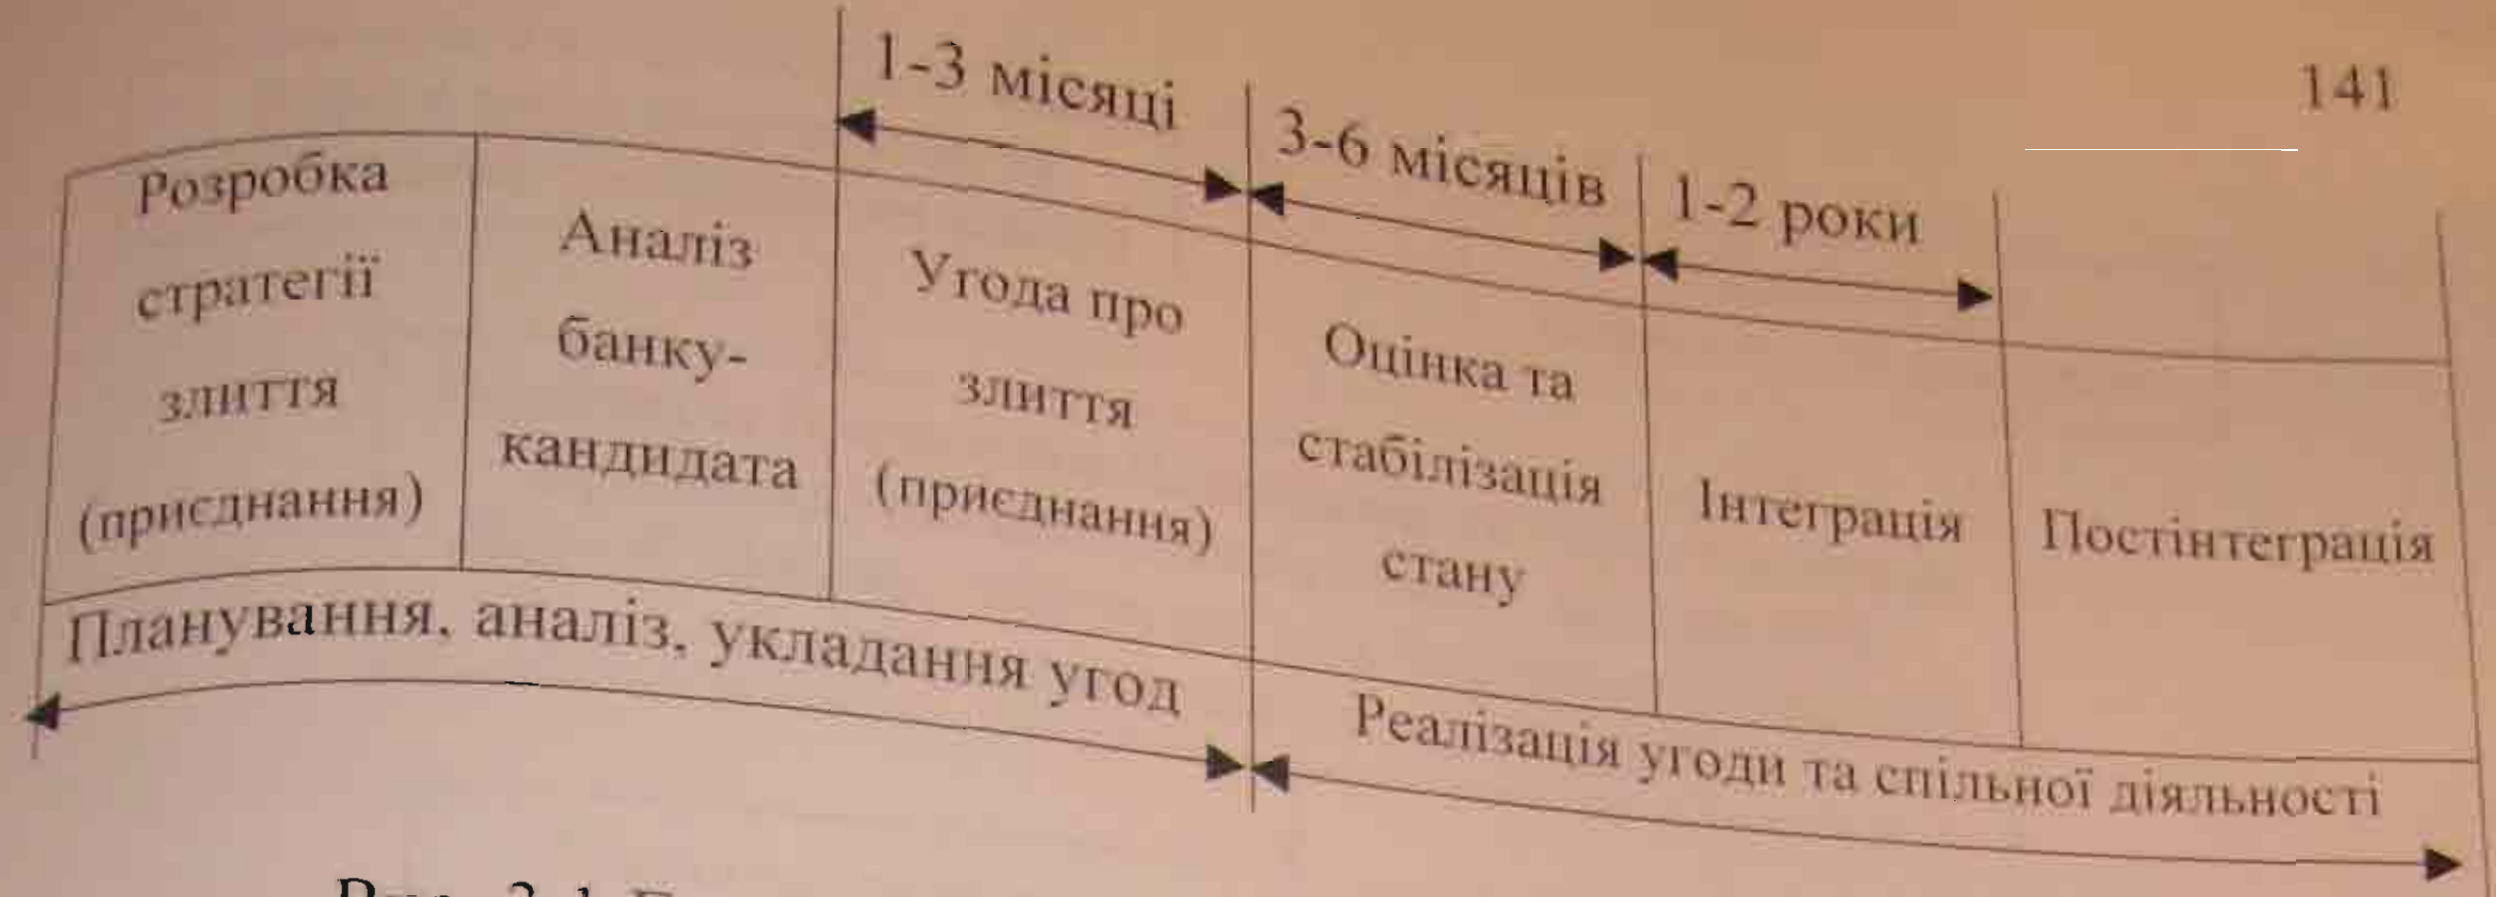 141
1-3 місяці
3-6 місяців
1-2 роки
Розробка
стратегії
злиття
(приєднання)
Аналіз
банку-
кандидата
Угода про
злиття
(приєднання)
Оцінка та
стабілізація
стану
Інтеграція
Постінтеграція
Планування, аналіз, укладання угод
Реалізація угоди та спільної діяльності